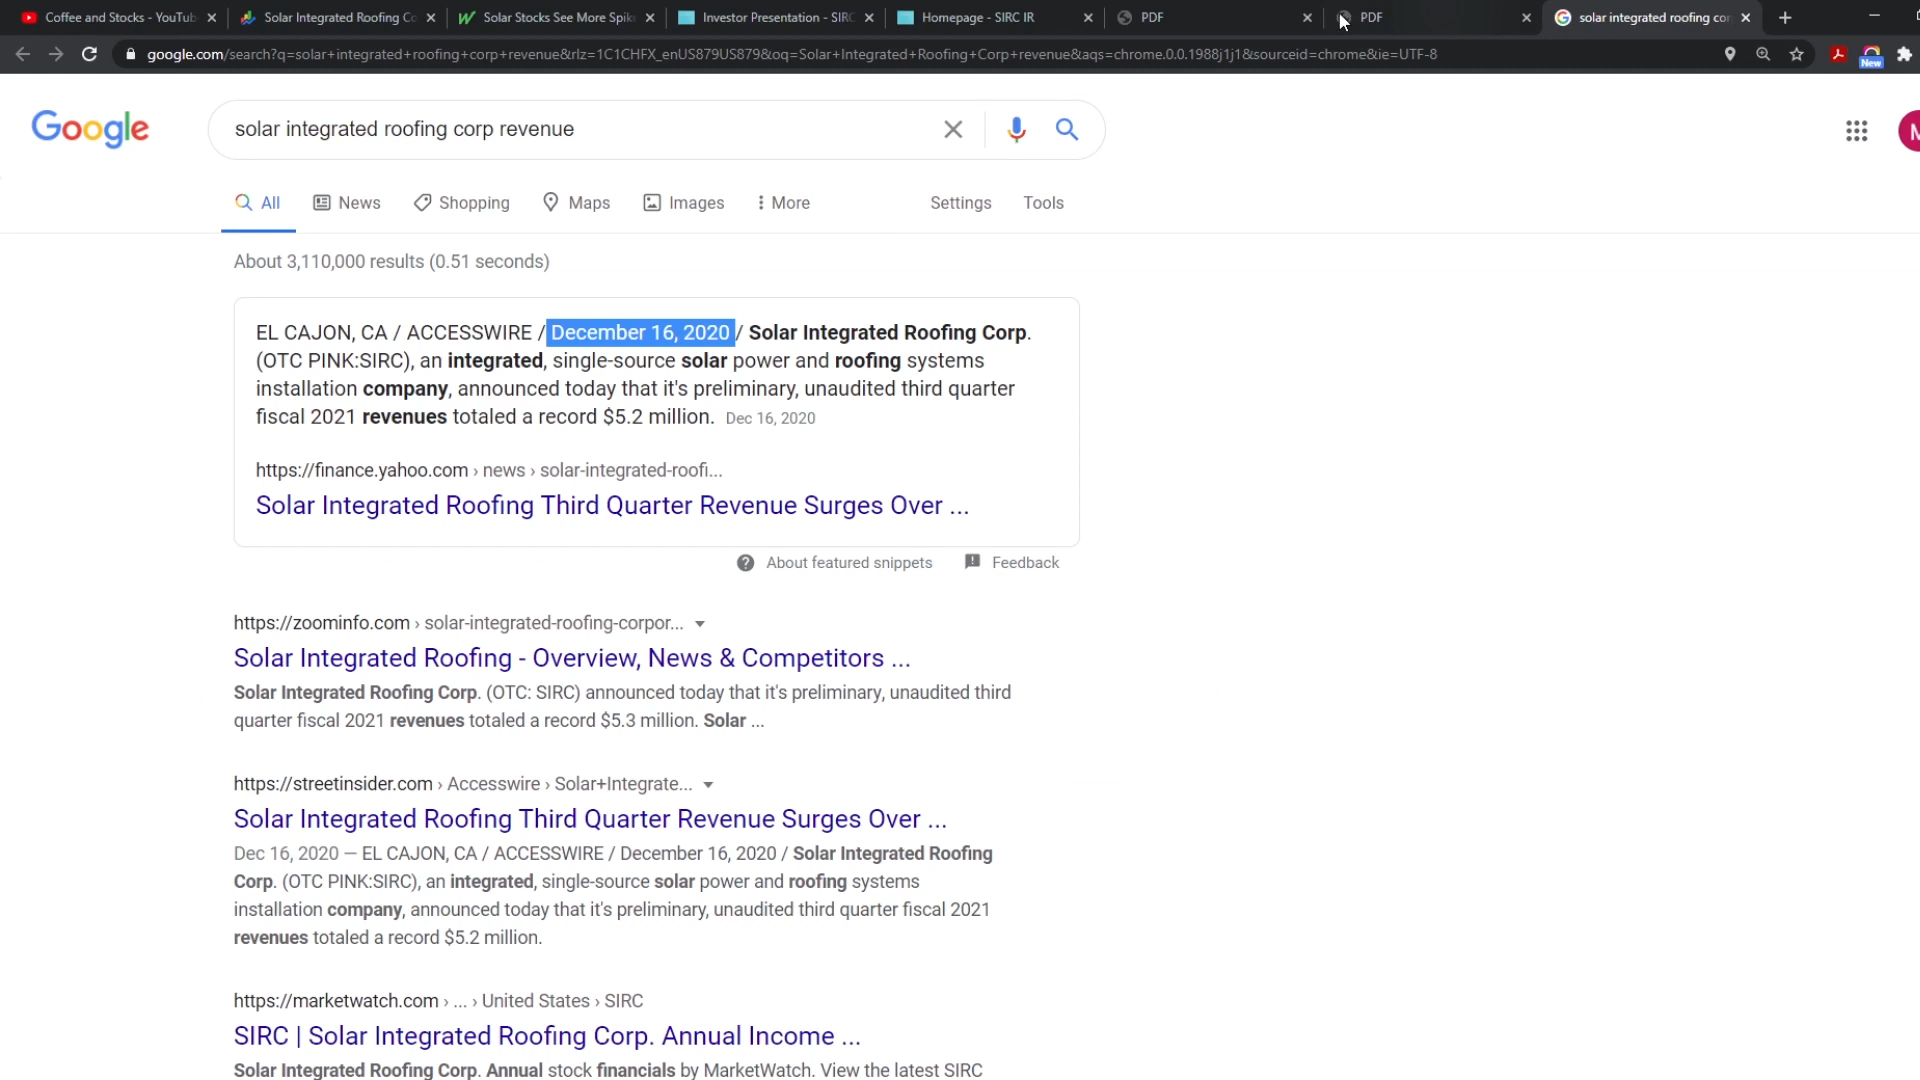 Coffee and Stocks - YouTub
Solar Integrated Roofing Co
Solar Stocks See More Spik
Investor Presentation - SIRC
Homepage - SIRC IR
PDF
PDF
solar integrated roofing cor
google.com/search?q=solar+integrated+roofing+corp+revenue&rlz=1C1CHFX_enUS879US879&oq=Solar+Integrated+Roofing+Corp+revenue&aqs=chrome.0.0.1988j1j1&sourceid=chrome&ie=UTF-8
New
Google
solar integrated roofing corp revenue
M
All
News
Shopping
Maps
Images
More
Settings
Tools
About 3,110,000 results (0.51 seconds)
EL CAJON, CA / ACCESSWIRE / December 16, 2020 / Solar Integrated Roofing Corp.
(OTC PINK:SIRC), an integrated, single-source solar power and roofing systems
installation company, announced today that it's preliminary, unaudited third quarter
fiscal 2021 revenues totaled a record $5.2 million. Dec 16, 2020
https://finance.yahoo.com › news › solar-integrated-roofi...
Solar Integrated Roofing Third Quarter Revenue Surges Over ...
About featured snippets
Feedback
https://zoominfo.com › solar-integrated-roofing-corpor...
Solar Integrated Roofing - Overview, News & Competitors ...
Solar Integrated Roofing Corp. (OTC: SIRC) announced today that it's preliminary, unaudited third
quarter fiscal 2021 revenues totaled a record $5.3 million. Solar ...
https://streetinsider.com › Accesswire › Solar+Integrate...
Solar Integrated Roofing Third Quarter Revenue Surges Over ...
Dec 16, 2020 — EL CAJON, CA / ACCESSWIRE / December 16, 2020 / Solar Integrated Roofing
Corp. (OTC PINK:SIRC), an integrated, single-source solar power and roofing systems
installation company, announced today that it's preliminary, unaudited third quarter fiscal 2021
revenues totaled a record $5.2 million.
https://marketwatch.com › ... › United States › SIRC
SIRC | Solar Integrated Roofing Corp. Annual Income ...
Solar Integrated Roofing Corp. Annual stock financials by MarketWatch. View the latest SIRC